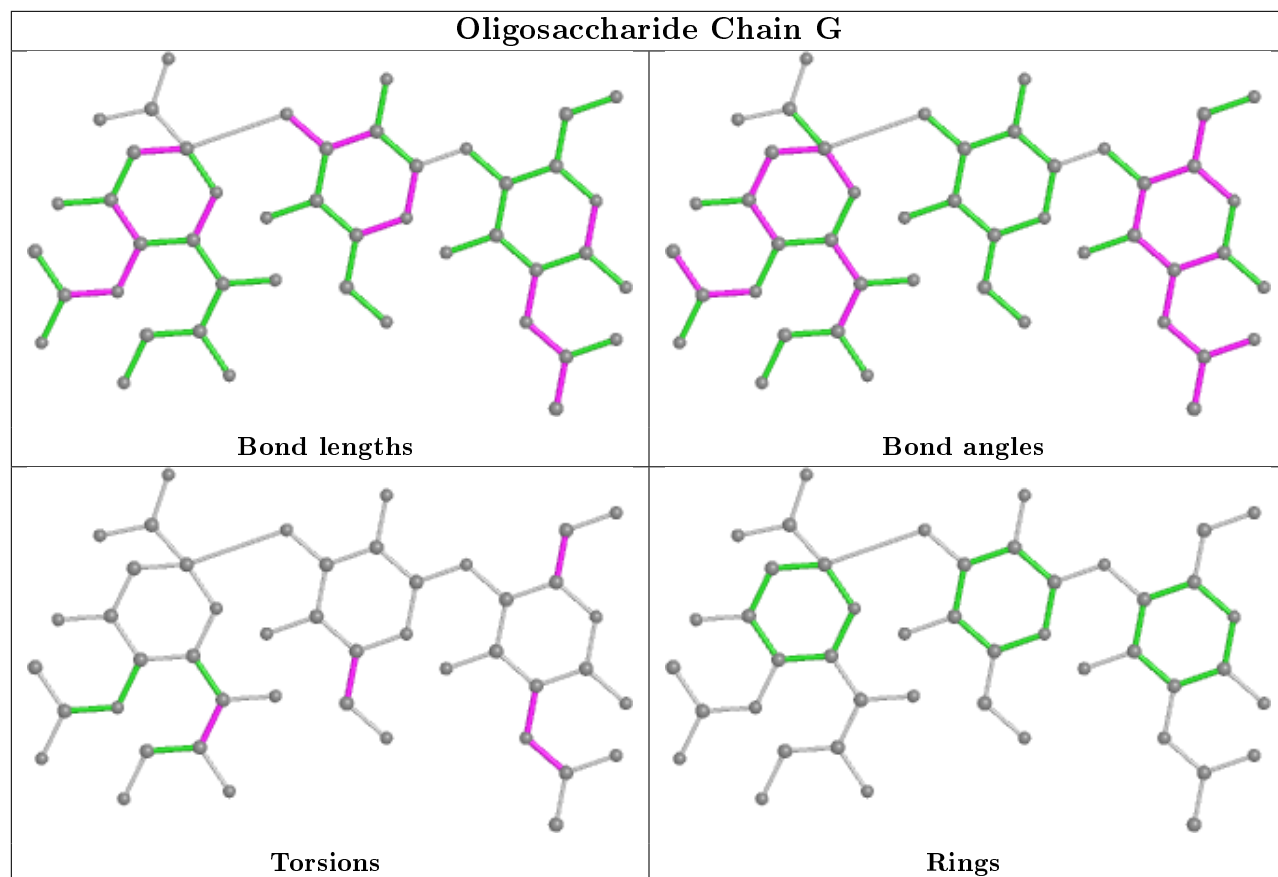 Oligosaccharide Chain G
Bond lengths
Bond angles
Torsions
Rings